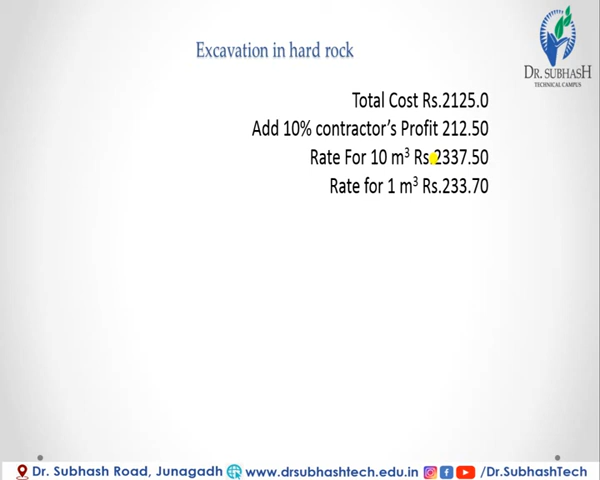 Excavation in hard rock
DR. SUBHASH
TECHNICAL CAMPUS
Total Cost Rs.2125.0
Add 10% contractor's Profit 212.50
Rate For 10 m³ Rs.2337.50
Rate for 1 m³ Rs.233.70
Dr. Subhash Road, Junagadh www.drsubhashtech.edu.in /Dr.SubhashTech